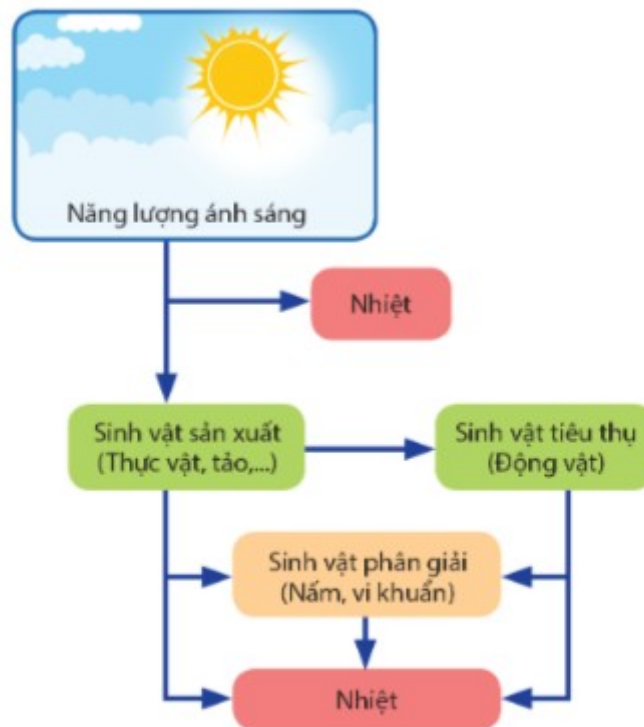 Năng lượng ánh sáng
Nhiệt
Sinh vật sản xuất
(Thực vật, tảo,...)
Sinh vật tiêu thụ
(Động vật)
Sinh vật phân giải
(Nấm, vi khuẩn)
Nhiệt